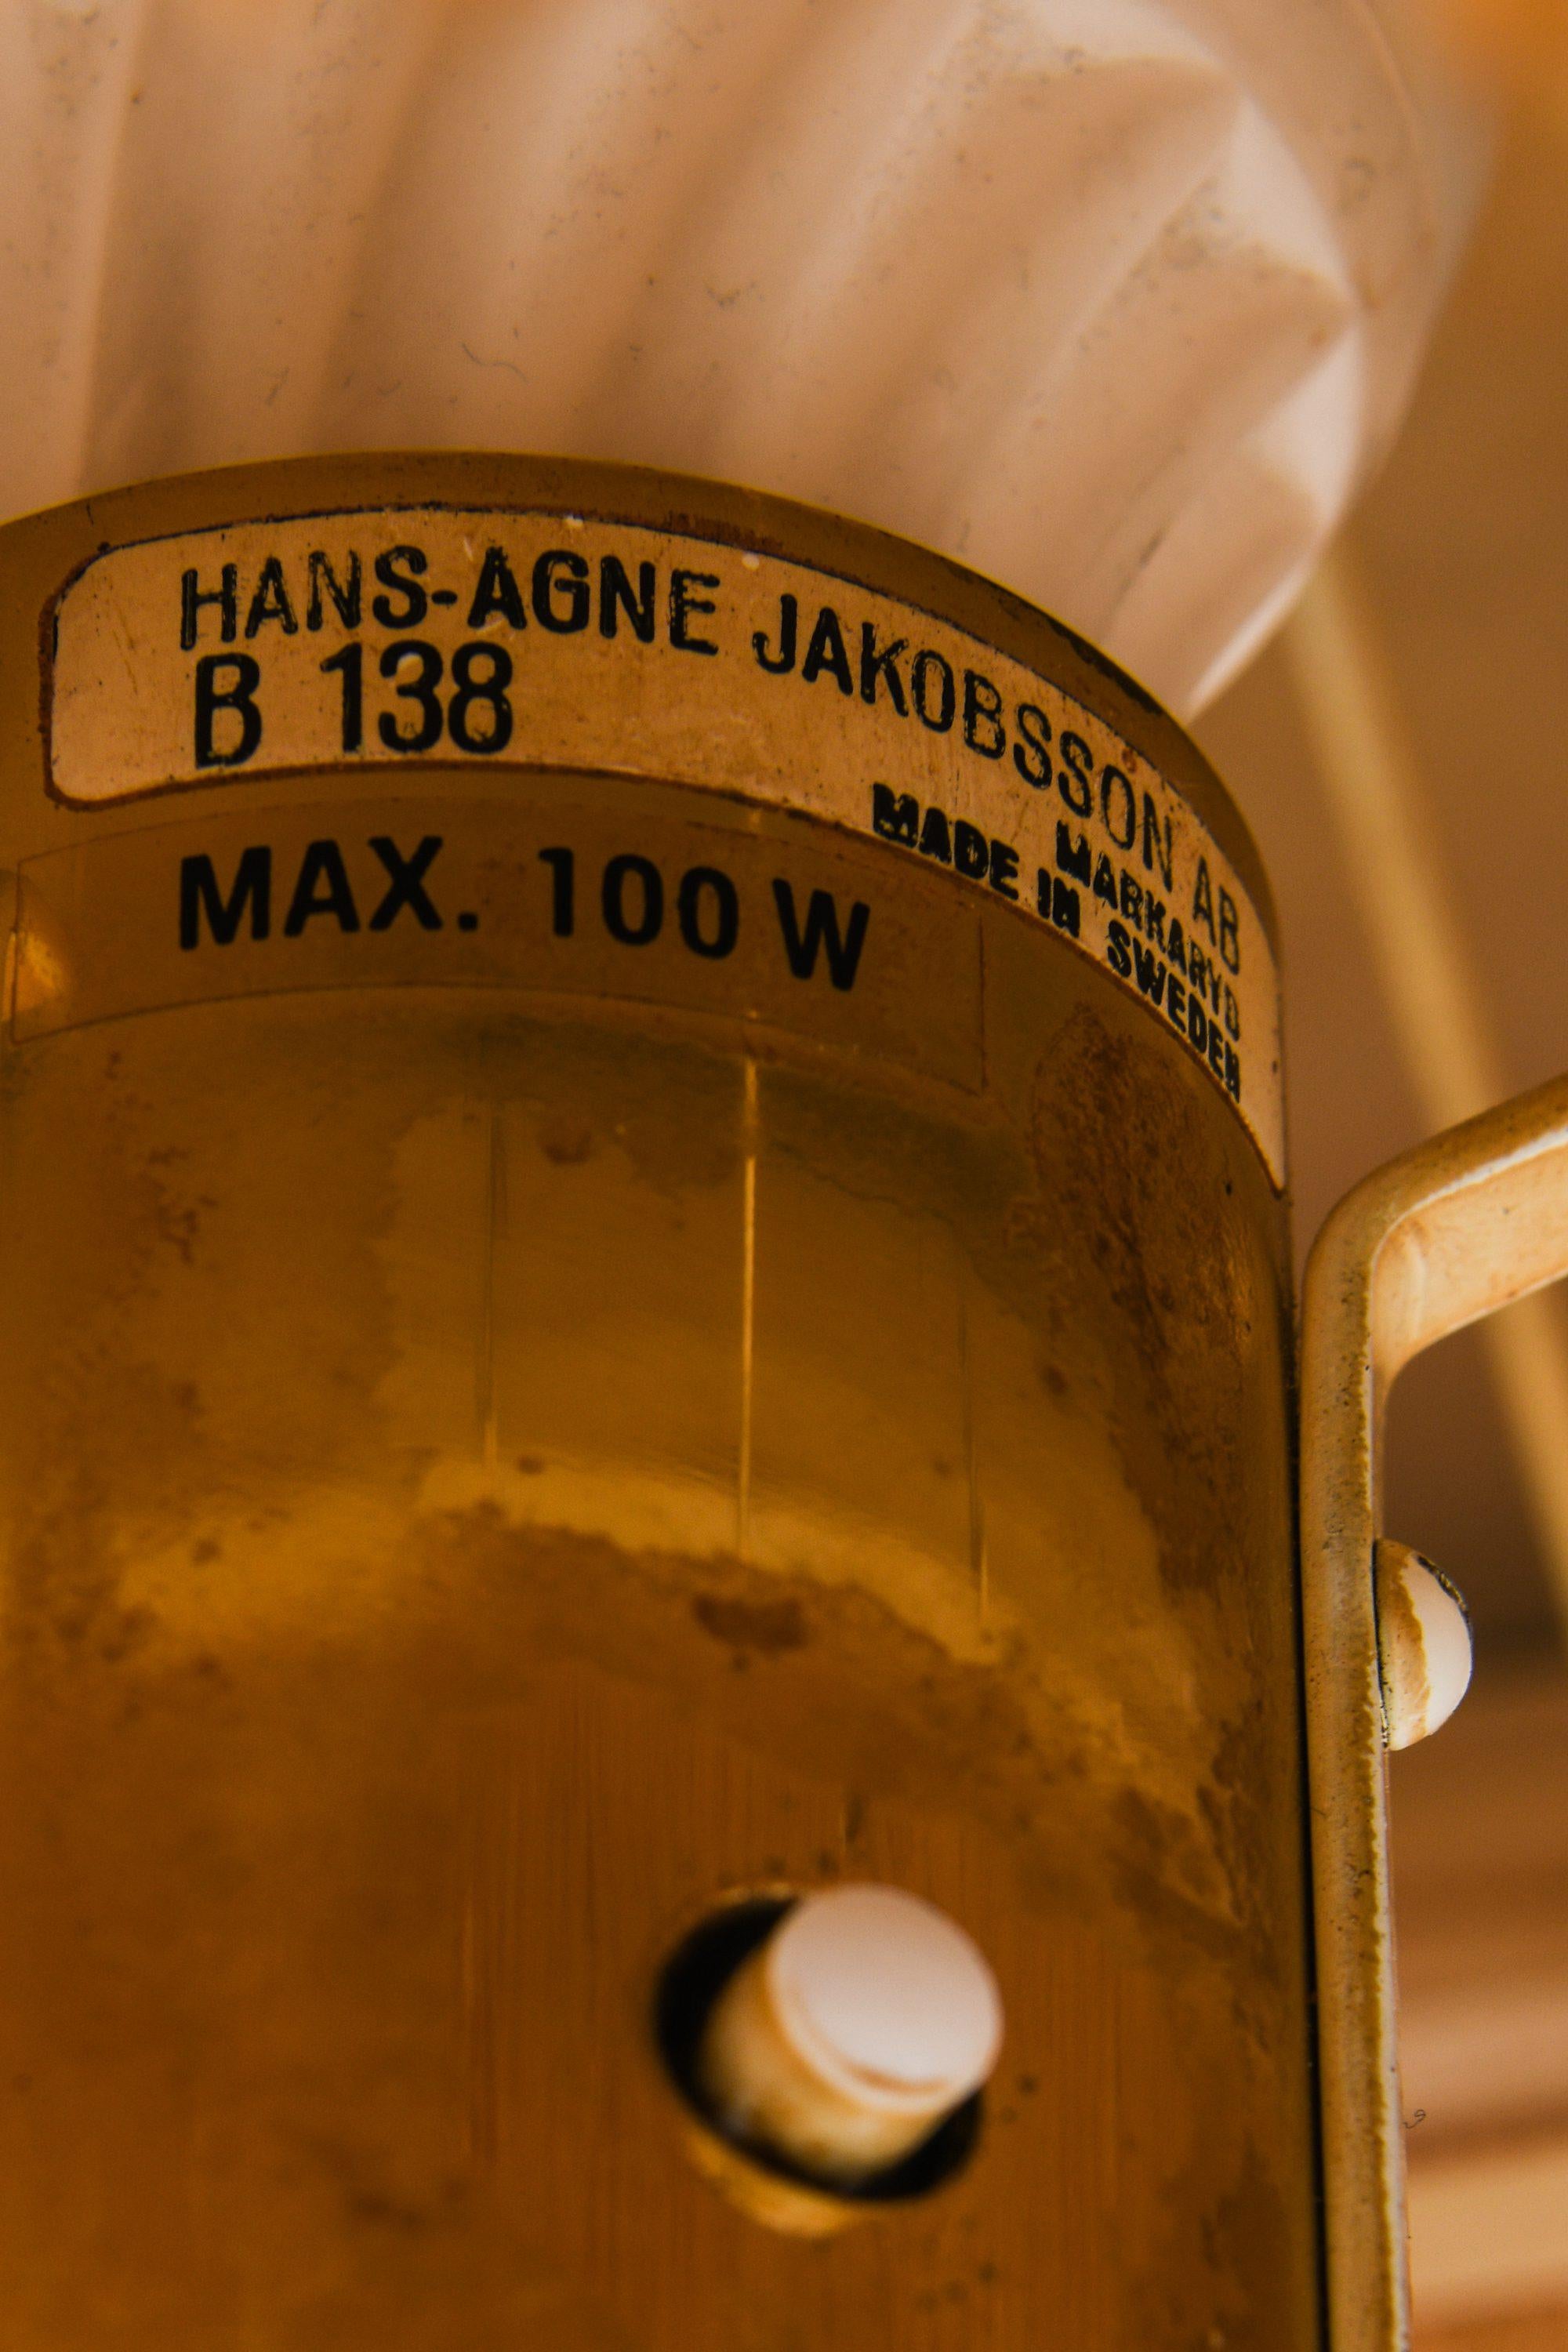 HANS-AGNE JAKOBSSON AB
B 138
MARKARYD
MADE IN SWEDEN
MAX. 100 W